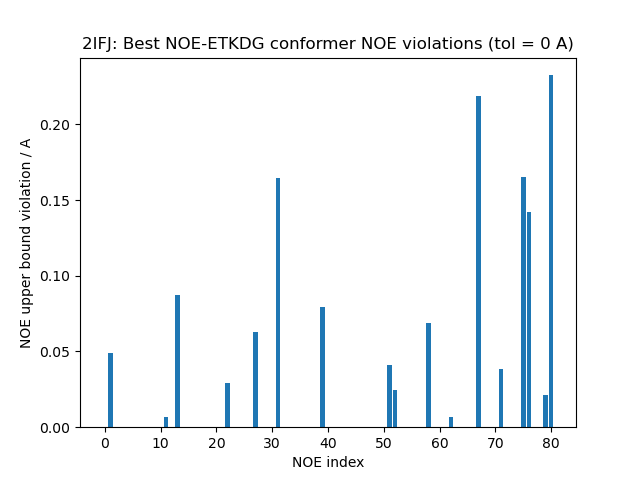 2IFJ: Best NOE-ETKDG conformer NOE violations (tol = 0 A)
NOE upper bound violation / A
0.20
0.15
0.10
0.05
0.00
0 10 20 30 40 50 60 70 80
NOE index